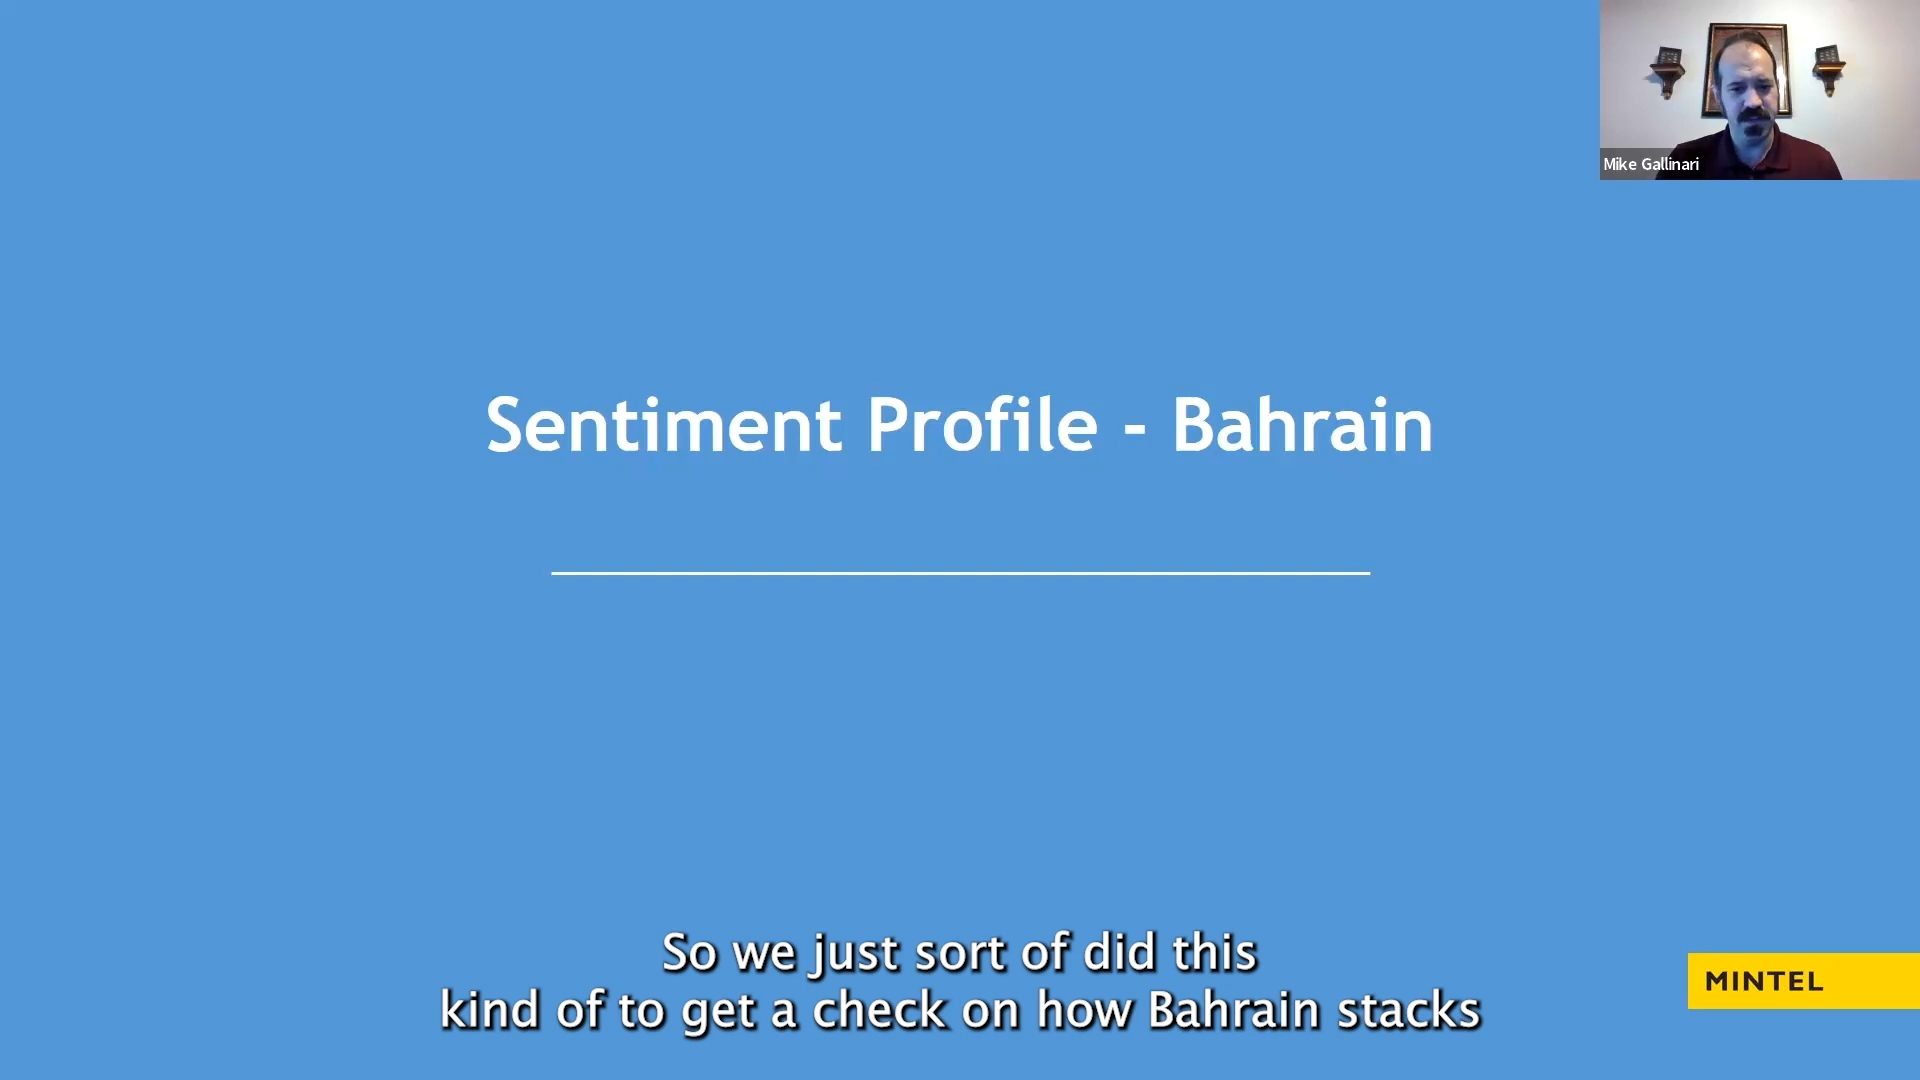 Mike Gallinari
Sentiment Profile - Bahrain
So we just sort of did this
kind of to get a check on how Bahrain stacks
MINTEL